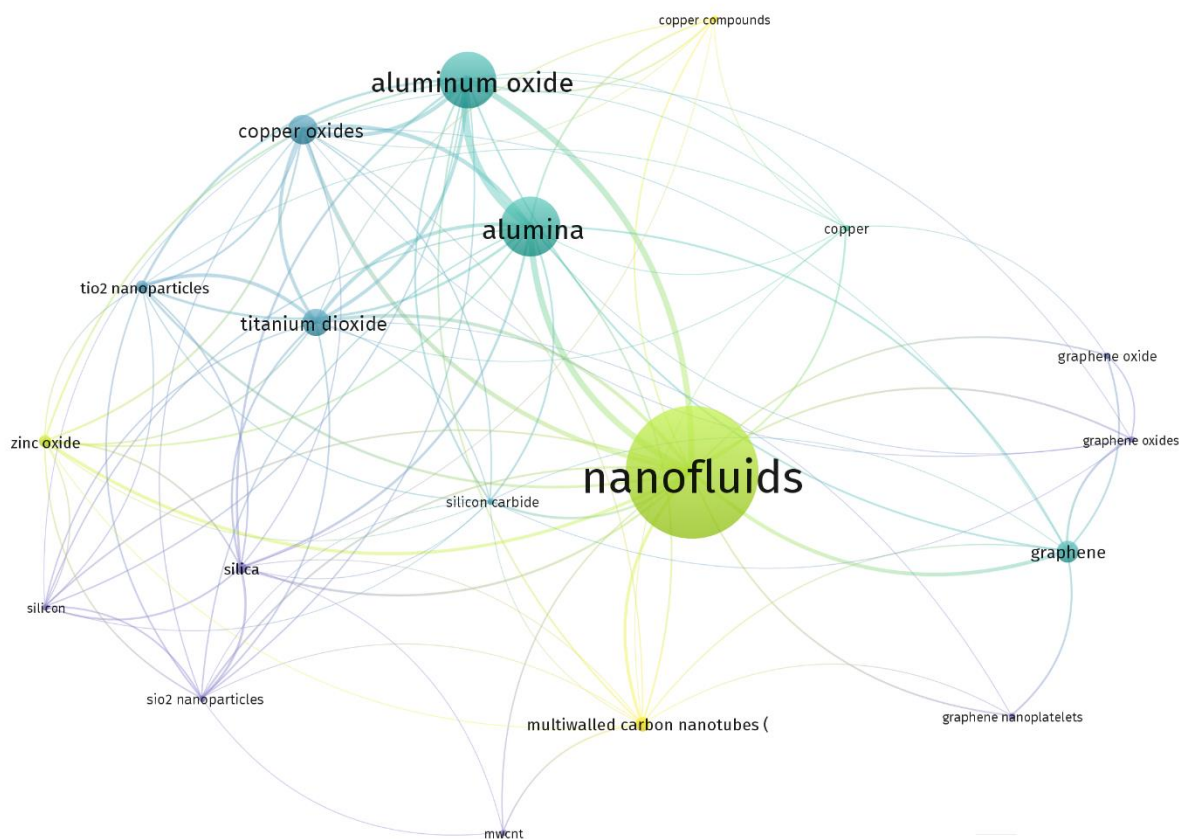 copper compounds
aluminum oxide
copper oxides
alumina
copper
tio2 nanoparticles
titanium dioxide
graphene oxide
zinc oxide
graphene oxides
nanofluids
silicon carbide
graphene
silica
silicon
sio2 nanoparticles
graphene nanoplatelets
multiwalled carbon nanotubes (
mwcnt